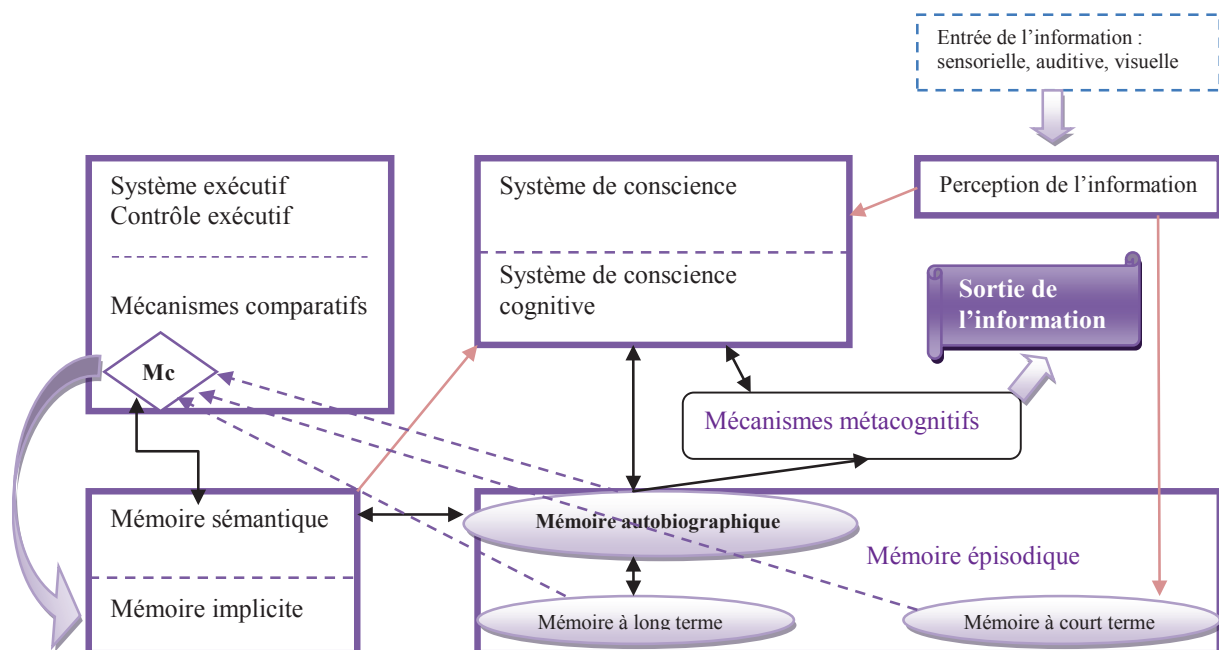 Entrée de l’information :
sensorielle, auditive, visuelle
Système exécutif
Contrôle exécutif
Mécanismes comparatifs
Mc
Système de conscience
Système de conscience
cognitive
Perception de l’information
Sortie de
l’information
Mécanismes métacognitifs
Mémoire sémantique
Mémoire implicite
Mémoire autobiographique
Mémoire épisodique
Mémoire à long terme
Mémoire à court terme